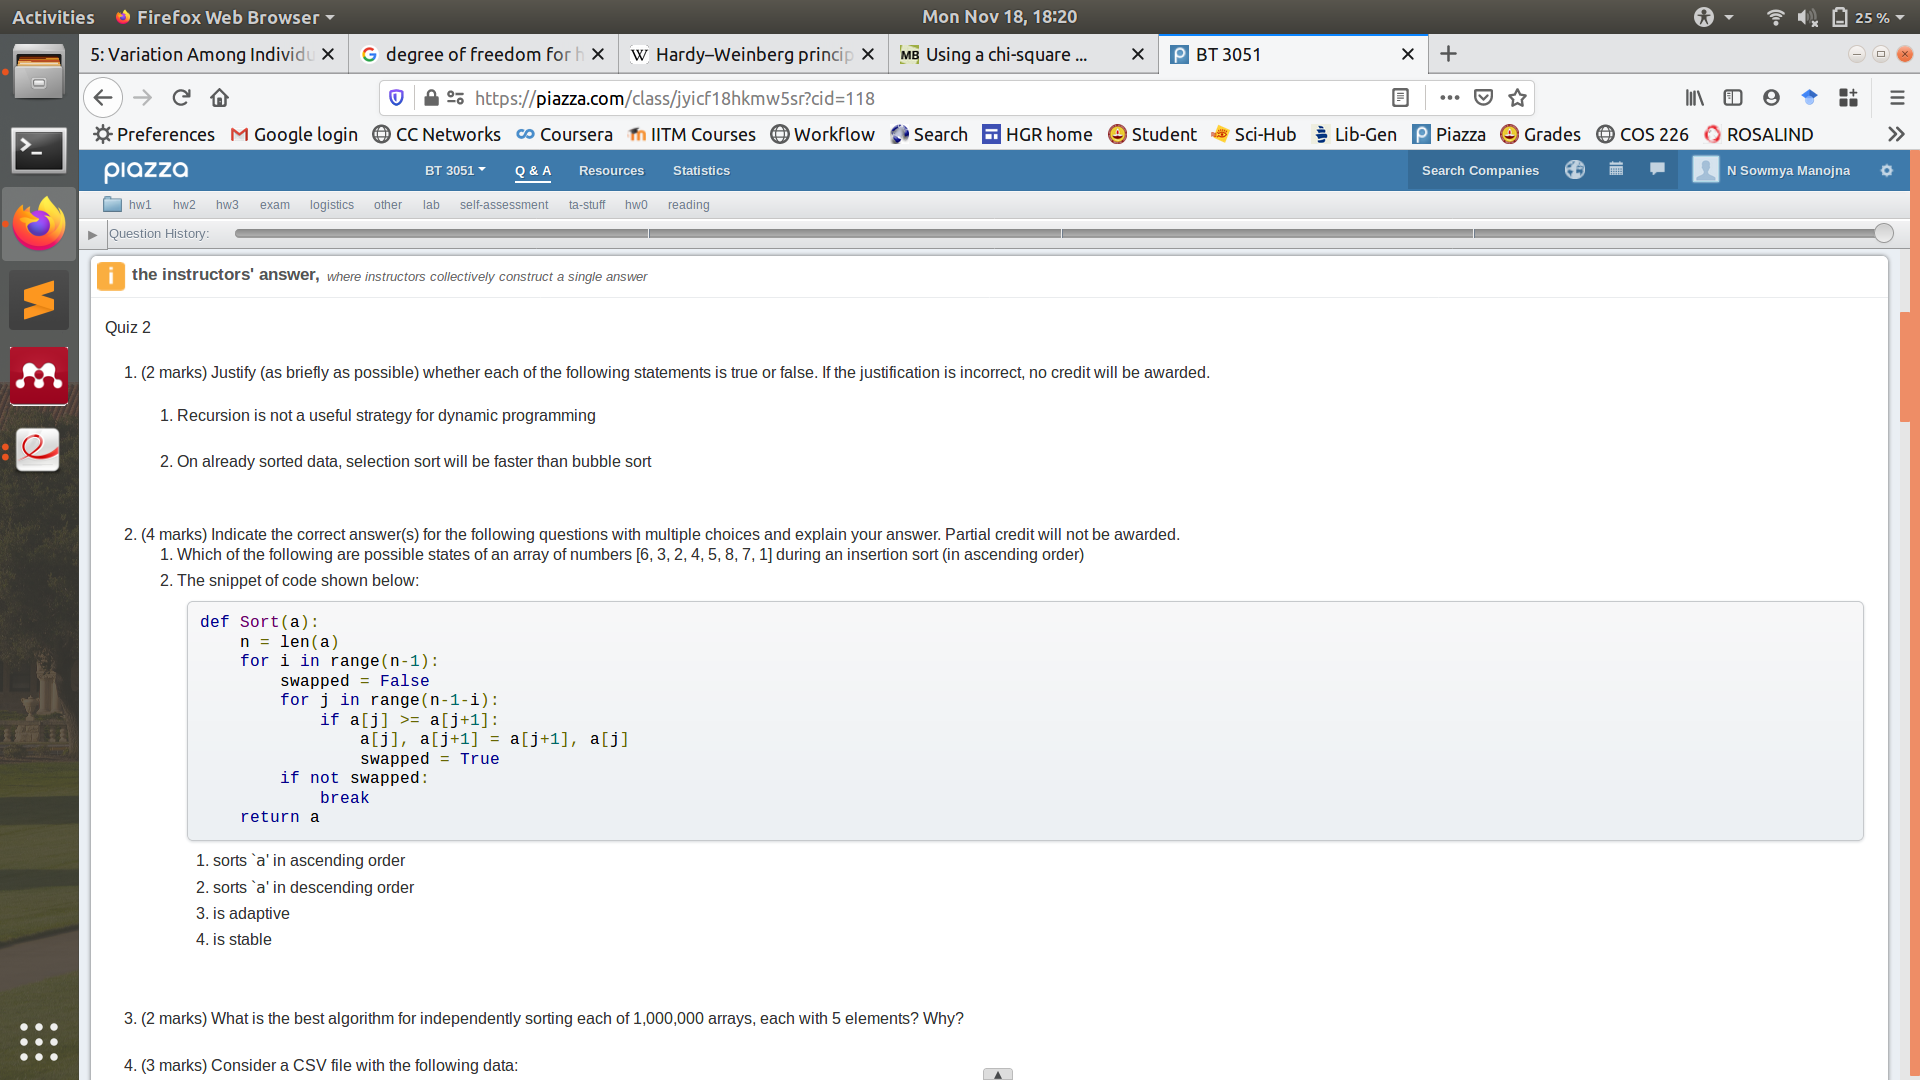 Activities
Firefox Web Browser
Mon Nov 18, 18:20
25 %
5: Variation Among Individu
degree of freedom for h
Hardy–Weinberg princip
Using a chi-square ...
BT 3051
https://piazza.com/class/jyicf18hkmw5sr?cid=118
Preferences
Google login
CC Networks
Coursera
IITM Courses
Workflow
Search
HGR home
Student
Sci-Hub
Lib-Gen
Piazza
Grades
COS 226
ROSALIND
piazza
BT 3051
Q & A
Resources
Statistics
Search Companies
N Sowmya Manojna
hw1
hw2
hw3
exam
logistics
other
lab
self-assessment
ta-stuff
hw0
reading
Question History:
i the instructors' answer, where instructors collectively construct a single answer
Quiz 2
1. (2 marks) Justify (as briefly as possible) whether each of the following statements is true or false. If the justification is incorrect, no credit will be awarded.
1. Recursion is not a useful strategy for dynamic programming
2. On already sorted data, selection sort will be faster than bubble sort
2. (4 marks) Indicate the correct answer(s) for the following questions with multiple choices and explain your answer. Partial credit will not be awarded.
1. Which of the following are possible states of an array of numbers [6, 3, 2, 4, 5, 8, 7, 1] during an insertion sort (in ascending order)
2. The snippet of code shown below:
def Sort(a):
    n = len(a)
    for i in range(n-1):
        swapped = False
        for j in range(n-1-i):
            if a[j] >= a[j+1]:
                a[j], a[j+1] = a[j+1], a[j]
                swapped = True
        if not swapped:
            break
    return a
1. sorts `a' in ascending order
2. sorts `a' in descending order
3. is adaptive
4. is stable
3. (2 marks) What is the best algorithm for independently sorting each of 1,000,000 arrays, each with 5 elements? Why?
4. (3 marks) Consider a CSV file with the following data: